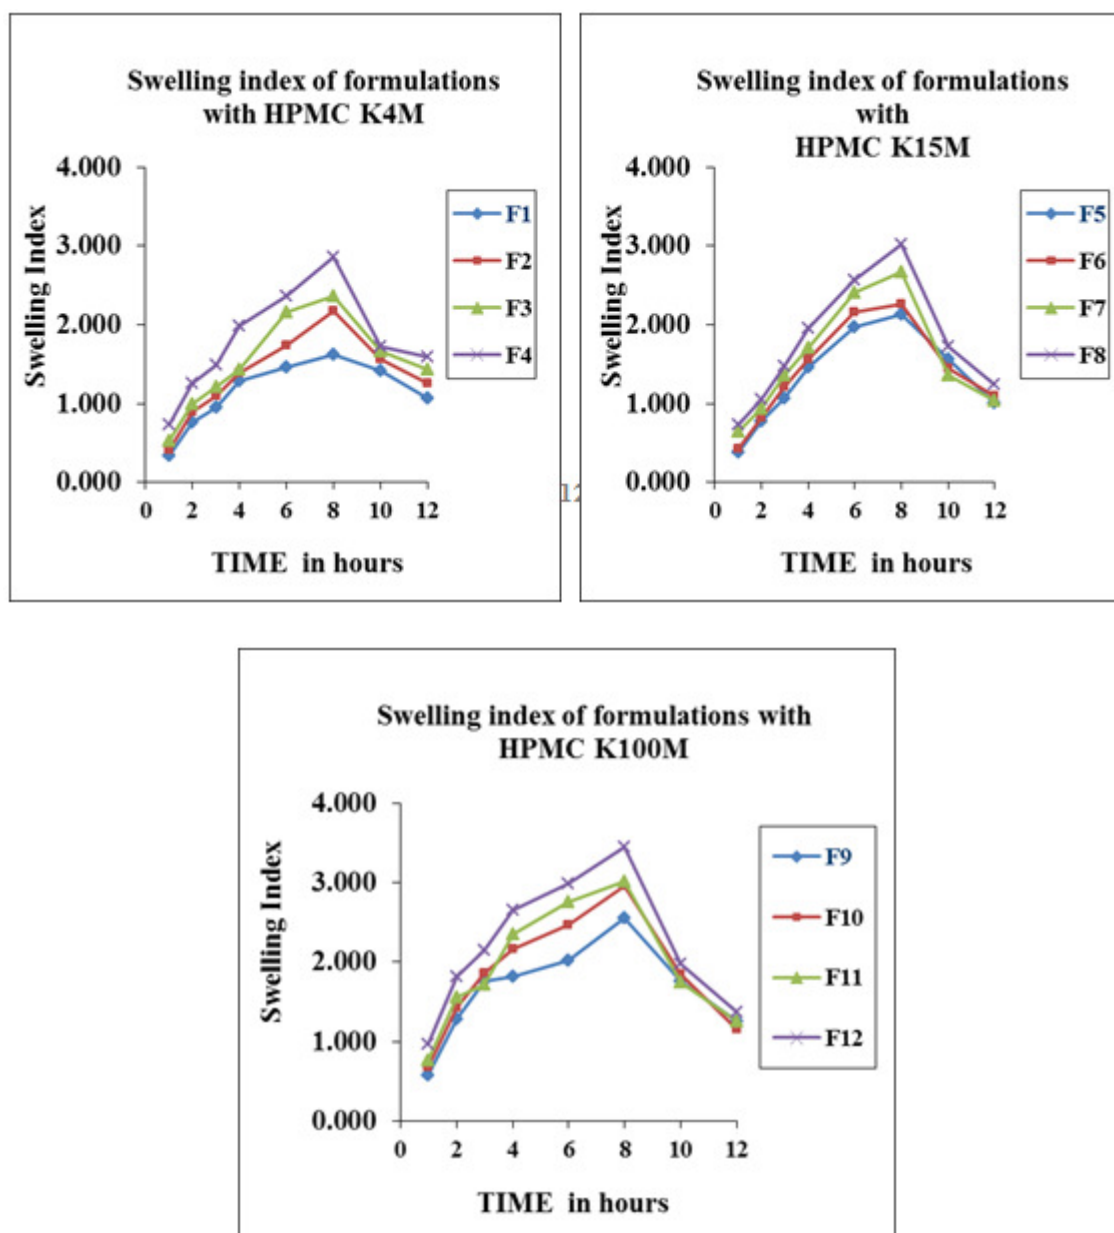 Swelling index of formulations
with HPMC K4M
4.000
3.000
2.000
1.000
0.000
Swelling Index
0 2 4 6 8 10 12
TIME in hours
F1
F2
F3
F4
Swelling index of formulations
with
HPMC K15M
4.000
3.000
2.000
1.000
0.000
Swelling Index
0 2 4 6 8 10 12
TIME in hours
F5
F6
F7
F8
12
Swelling index of formulations with
HPMC K100M
4.000
3.000
2.000
1.000
0.000
Swelling Index
0 2 4 6 8 10 12
TIME in hours
F9
F10
F11
F12